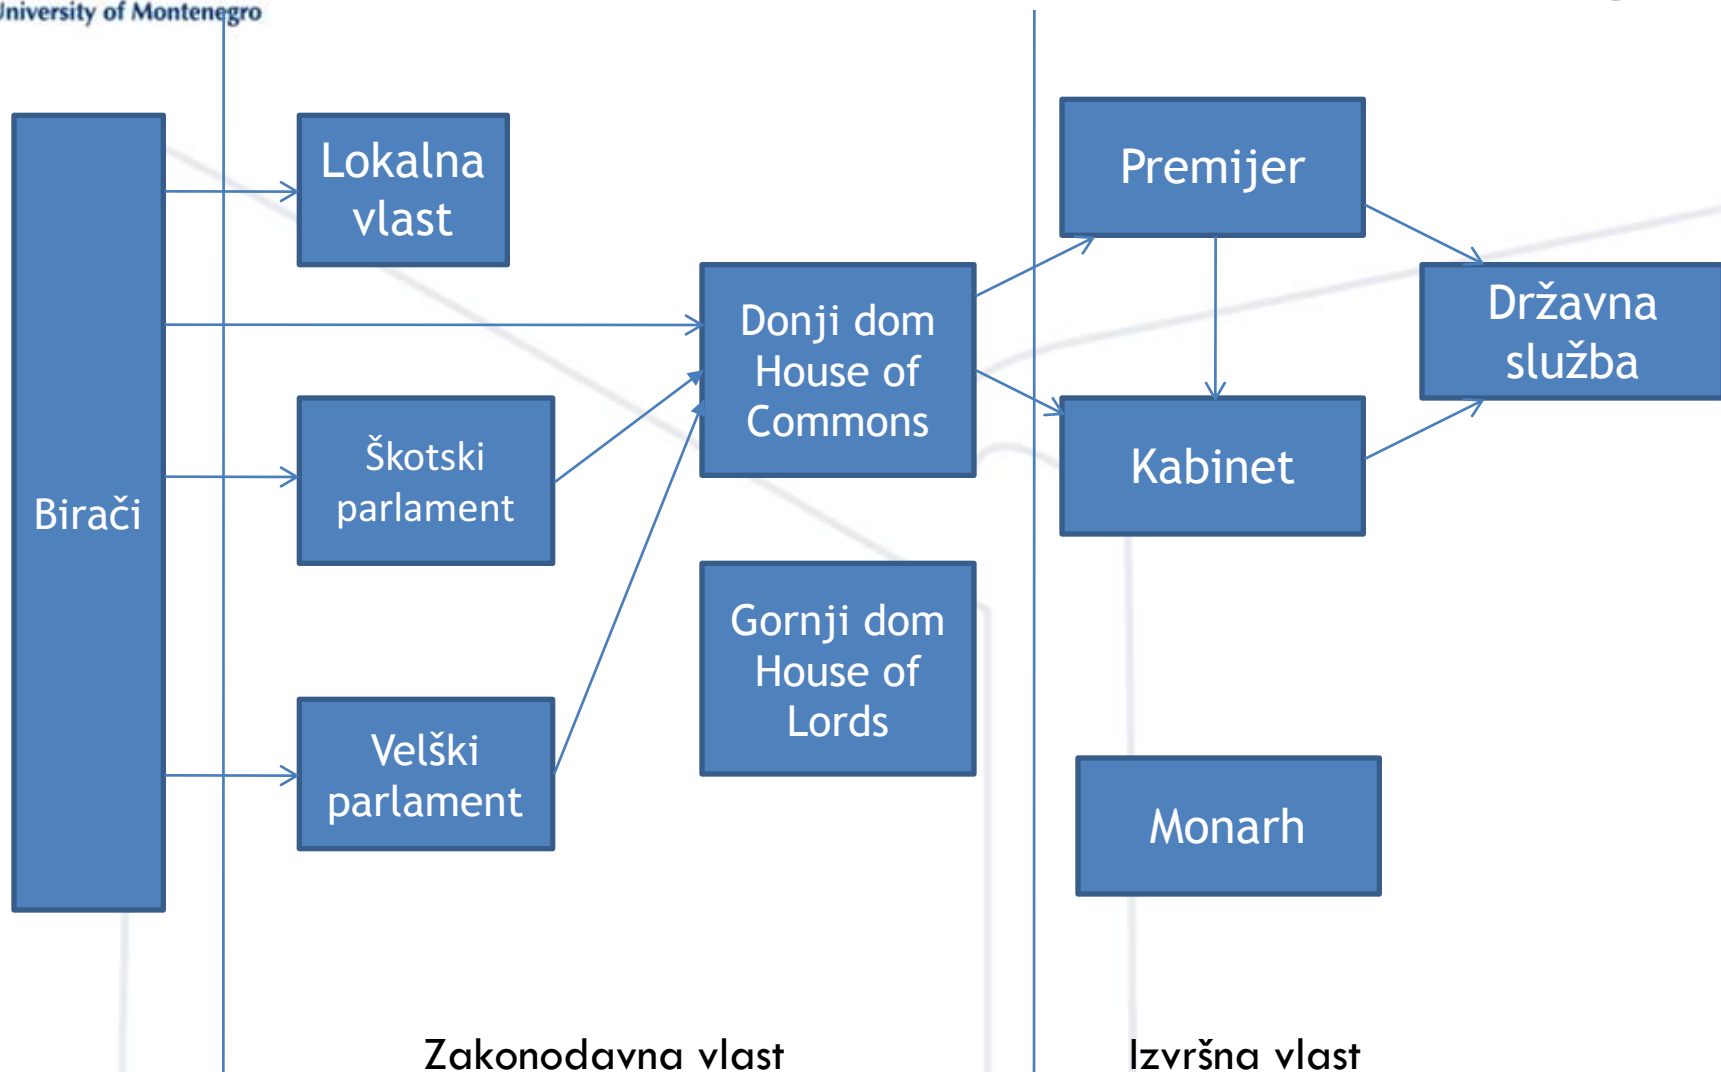 University of Montenegro
Lokalna
vlast
Premijer
Donji dom
House of
Commons
Državna
služba
Škotski
parlament
Kabinet
Birači
Gornji dom
House of
Lords
Velški
parlament
Monarh
Zakonodavna vlast
Izvršna vlast